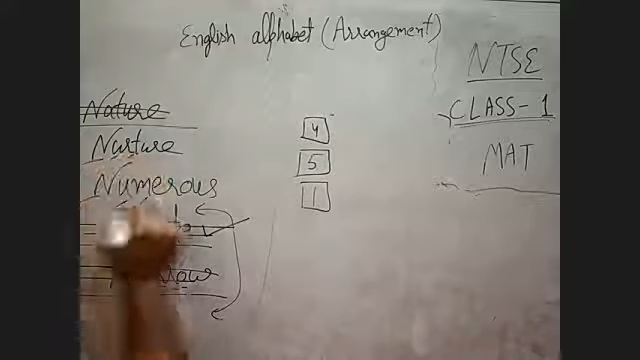 English alphabet (Arrangement)
NTSE
CLASS-1
MAT
Nature
Nurture
Numerous
4
5
1